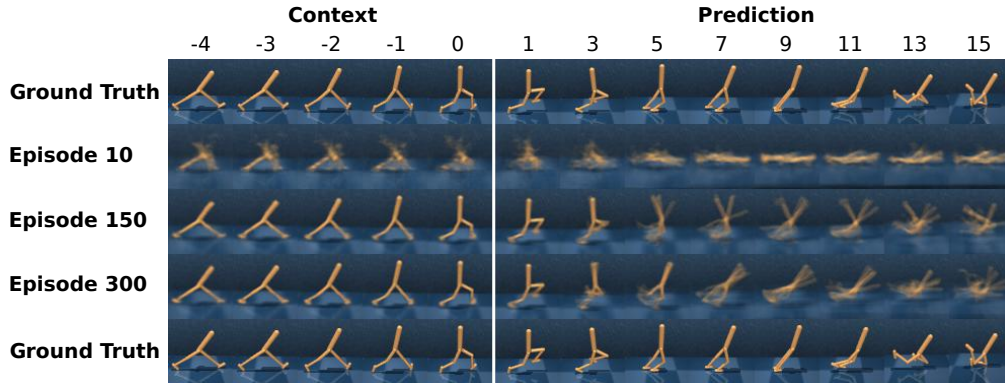 Context Prediction
-4 -3 -2 -1 0 1 3 5 7 9 11 13 15
Ground Truth
Episode 10
Episode 150
Episode 300
Ground Truth